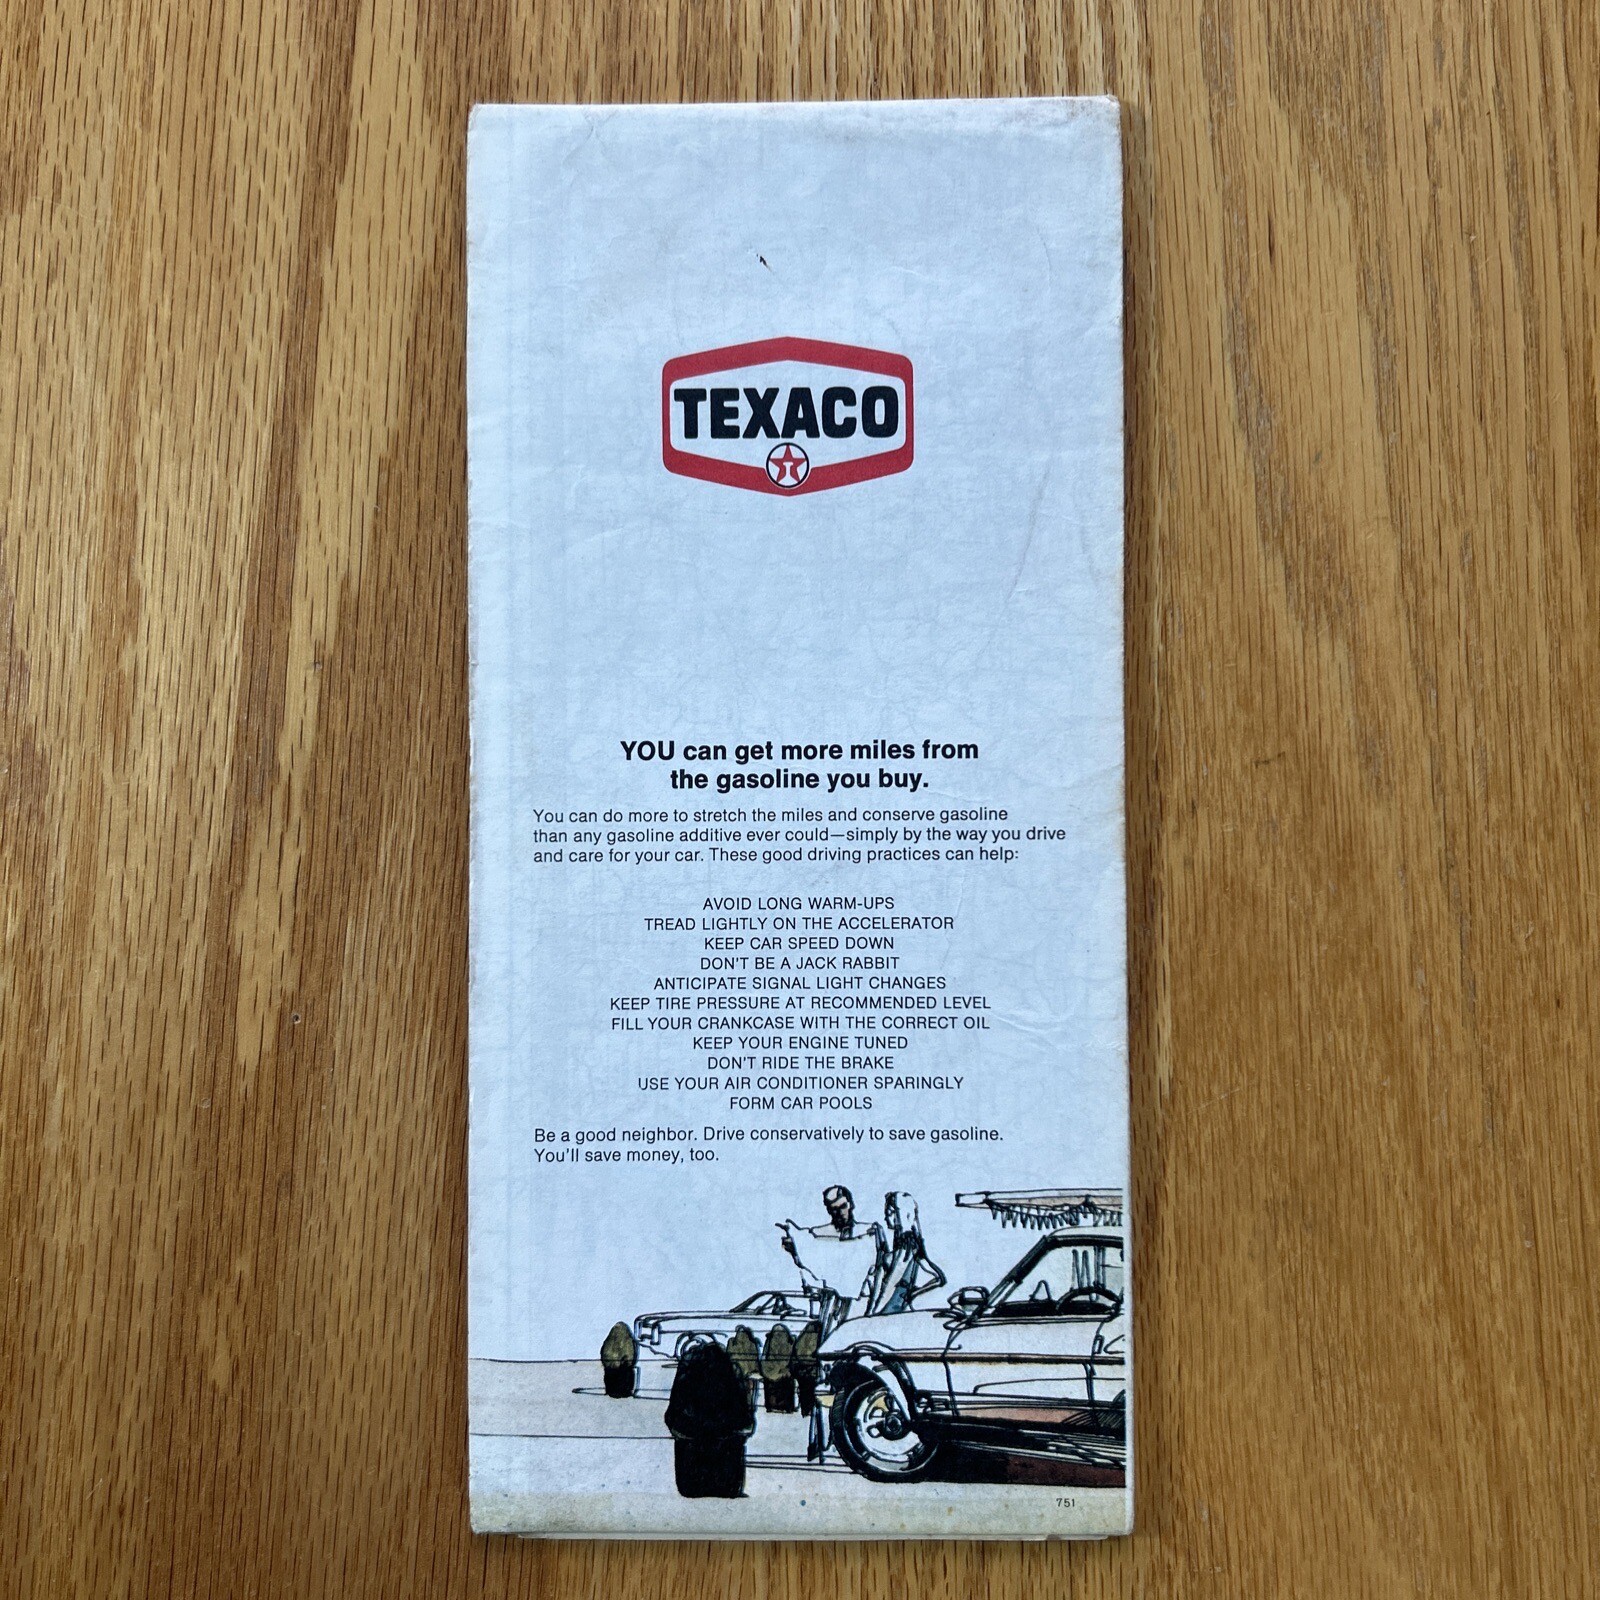 TEXACO
T
YOU can get more miles from
the gasoline you buy.
You can do more to stretch the miles and conserve gasoline
than any gasoline additive ever could—simply by the way you drive
and care for your car. These good driving practices can help:
AVOID LONG WARM-UPS
TREAD LIGHTLY ON THE ACCELERATOR
KEEP CAR SPEED DOWN
DON'T BE A JACK RABBIT
ANTICIPATE SIGNAL LIGHT CHANGES
KEEP TIRE PRESSURE AT RECOMMENDED LEVEL
FILL YOUR CRANKCASE WITH THE CORRECT OIL
KEEP YOUR ENGINE TUNED
DON'T RIDE THE BRAKE
USE YOUR AIR CONDITIONER SPARINGLY
FORM CAR POOLS
Be a good neighbor. Drive conservatively to save gasoline.
You'll save money, too.
751